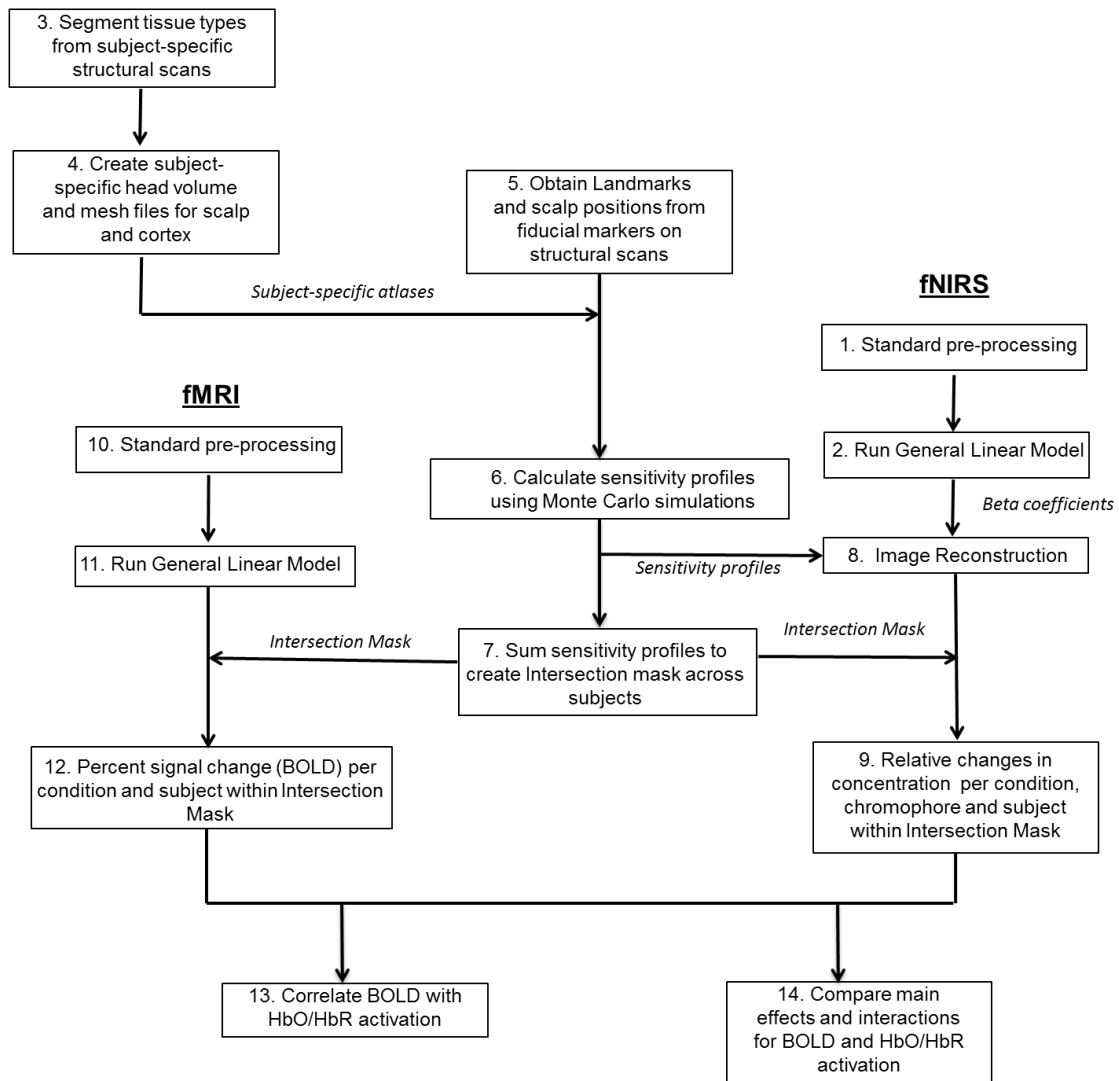 3. Segment tissue types
from subject-specific
structural scans
4. Create subject-
specific head volume
and mesh files for scalp
and cortex
5. Obtain Landmarks
and scalp positions from
fiducial markers on
structural scans
Subject-specific atlases
fNIRS
1. Standard pre-processing
fMRI
10. Standard pre-processing
2. Run General Linear Model
6. Calculate sensitivity profiles
using Monte Carlo simulations
Beta coefficients
11. Run General Linear Model
8. Image Reconstruction
Sensitivity profiles
Intersection Mask
Intersection Mask
7. Sum sensitivity profiles to
create Intersection mask across
subjects
12. Percent signal change (BOLD) per
condition and subject within Intersection
Mask
9. Relative changes in
concentration per condition,
chromophore and subject
within Intersection Mask
13. Correlate BOLD with
HbO/HbR activation
14. Compare main
effects and interactions
for BOLD and HbO/HbR
activation